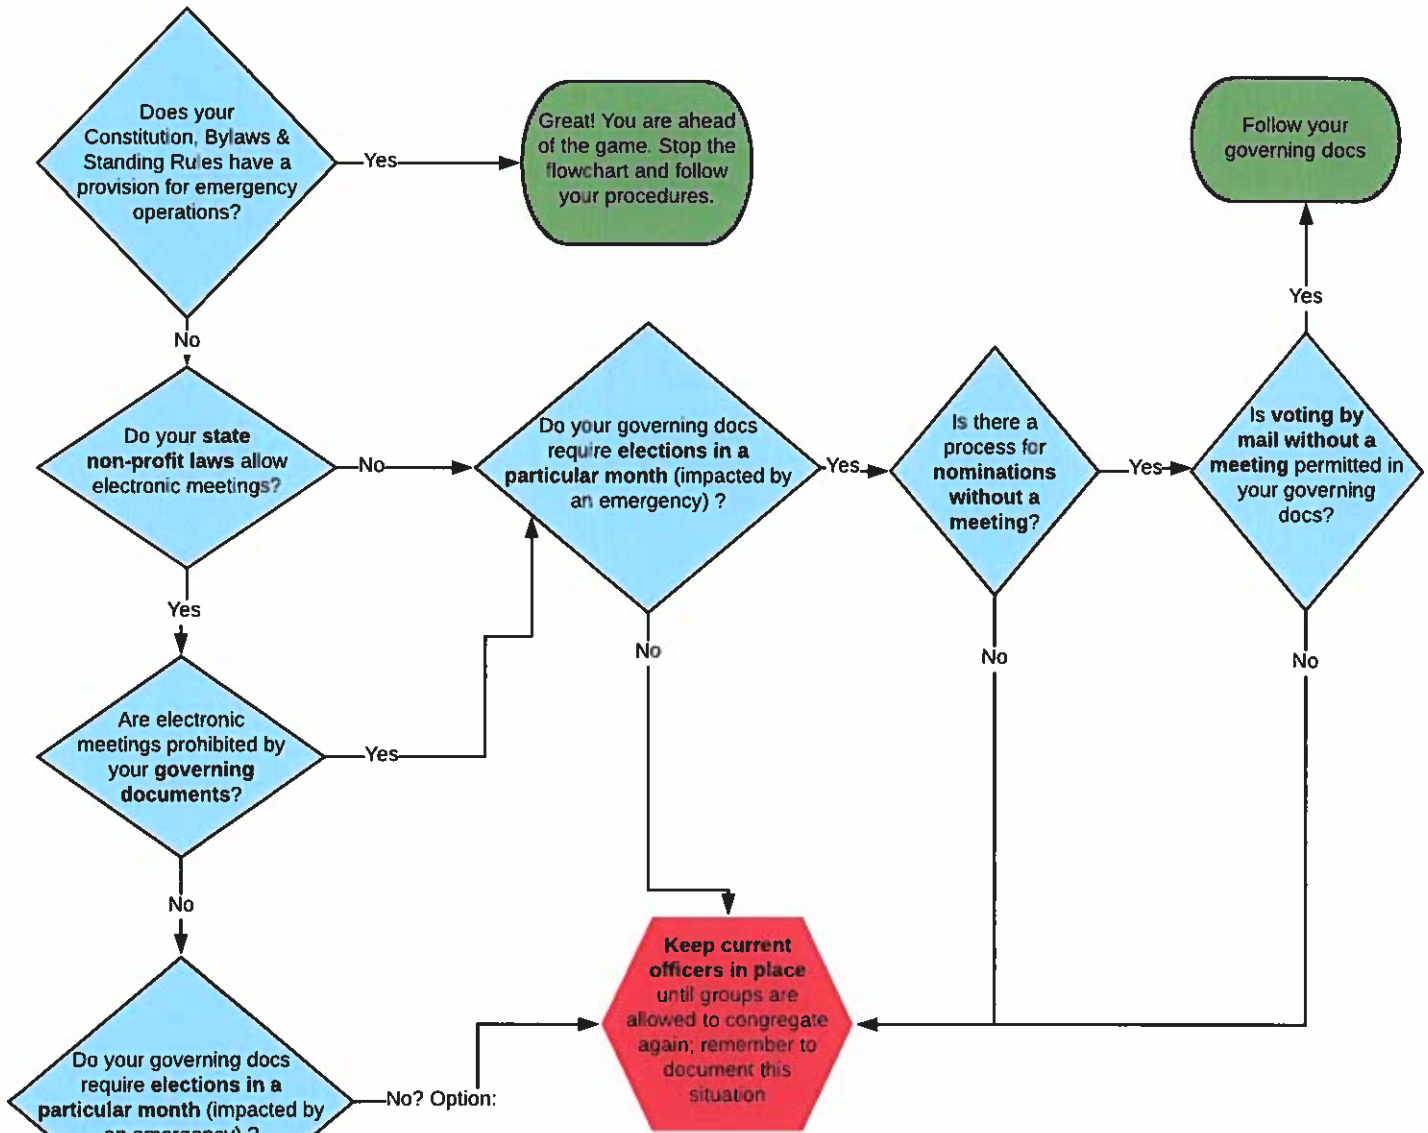 Does your
Constitution, Bylaws &
Standing Rules have a
provision for emergency
operations?
Yes
Great! You are ahead
of the game. Stop the
flowchart and follow
your procedures.
Follow your
governing docs
Yes
No
Do your state
non-profit laws allow
electronic meetings?
No
Do your governing docs
require elections in a
particular month (impacted by
an emergency) ?
Yes
Is there a
process for
nominations
without a
meeting?
Yes
Is voting by
mail without a
meeting permitted in
your governing
docs?
Yes
No
No
No
Are electronic
meetings prohibited by
your governing
documents?
Yes
No
Keep current
officers in place
until groups are
allowed to congregate
again; remember to
document this
situation
Do your governing docs
require elections in a
particular month (impacted by
an emergency) ?
No? Option: